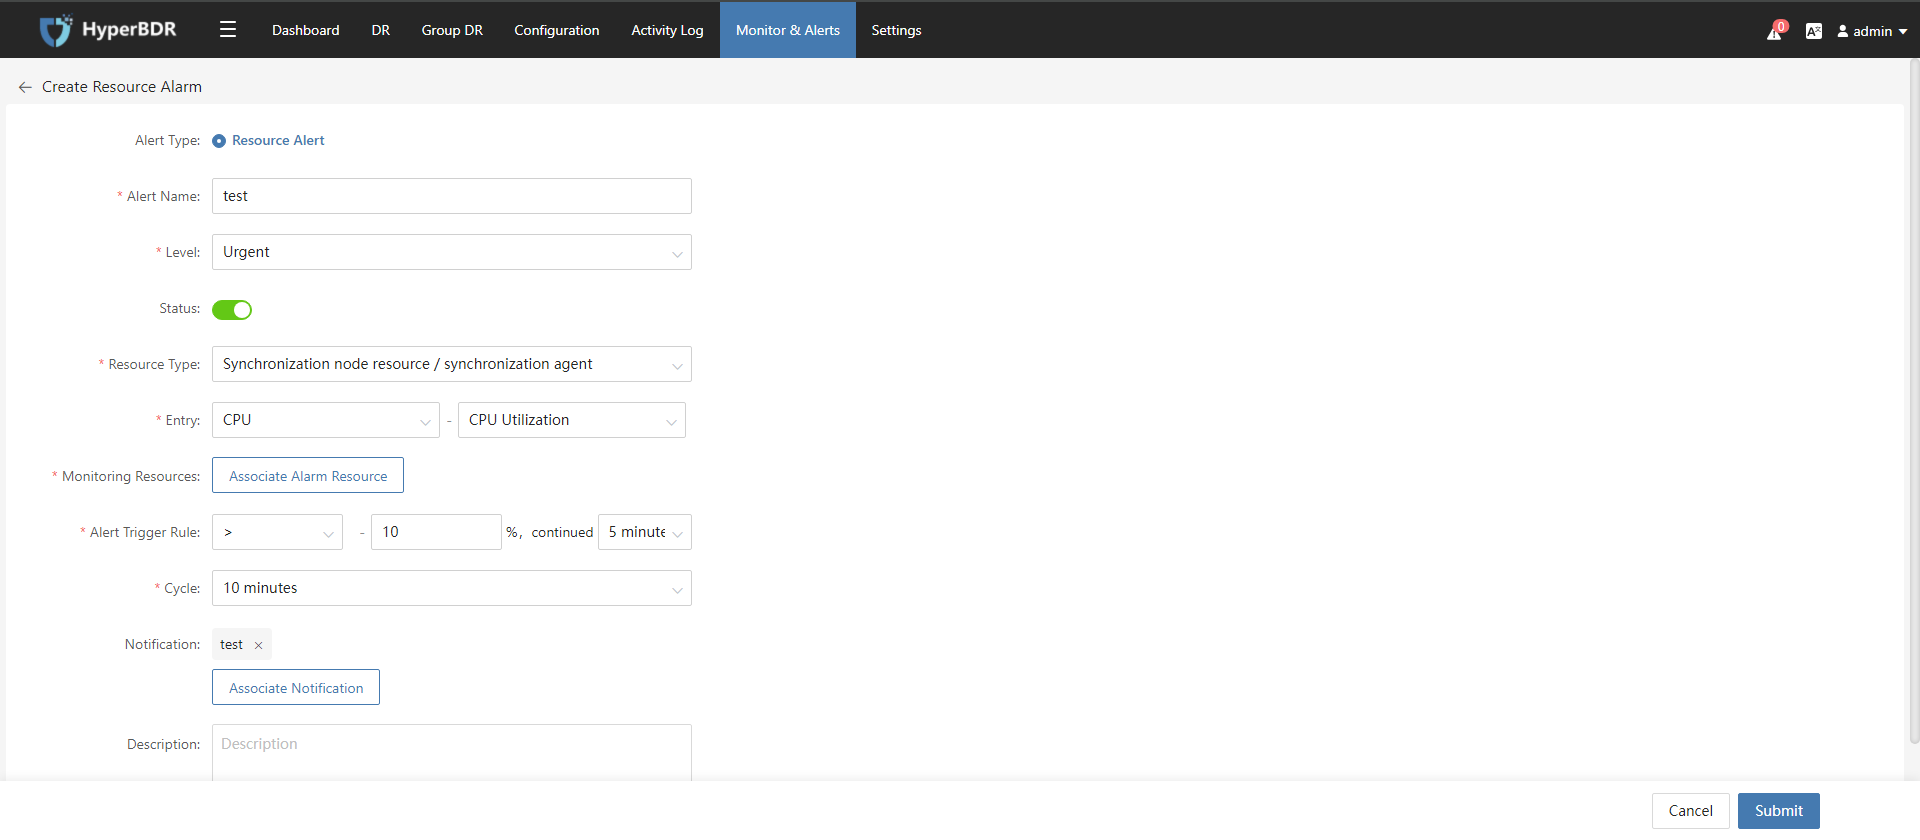 HyperBDR Dashboard DR Group DR Configuration Activity Log Monitor & Alerts Settings 0 admin
Create Resource Alarm
Alert Type: Resource Alert
* Alert Name: test
* Level: Urgent
Status:
* Resource Type: Synchronization node resource / synchronization agent
* Entry: CPU - CPU Utilization
* Monitoring Resources: Associate Alarm Resource
* Alert Trigger Rule: > - 10 %, continued 5 minute
* Cycle: 10 minutes
Notification: test ×
Associate Notification
Description: Description
Cancel Submit